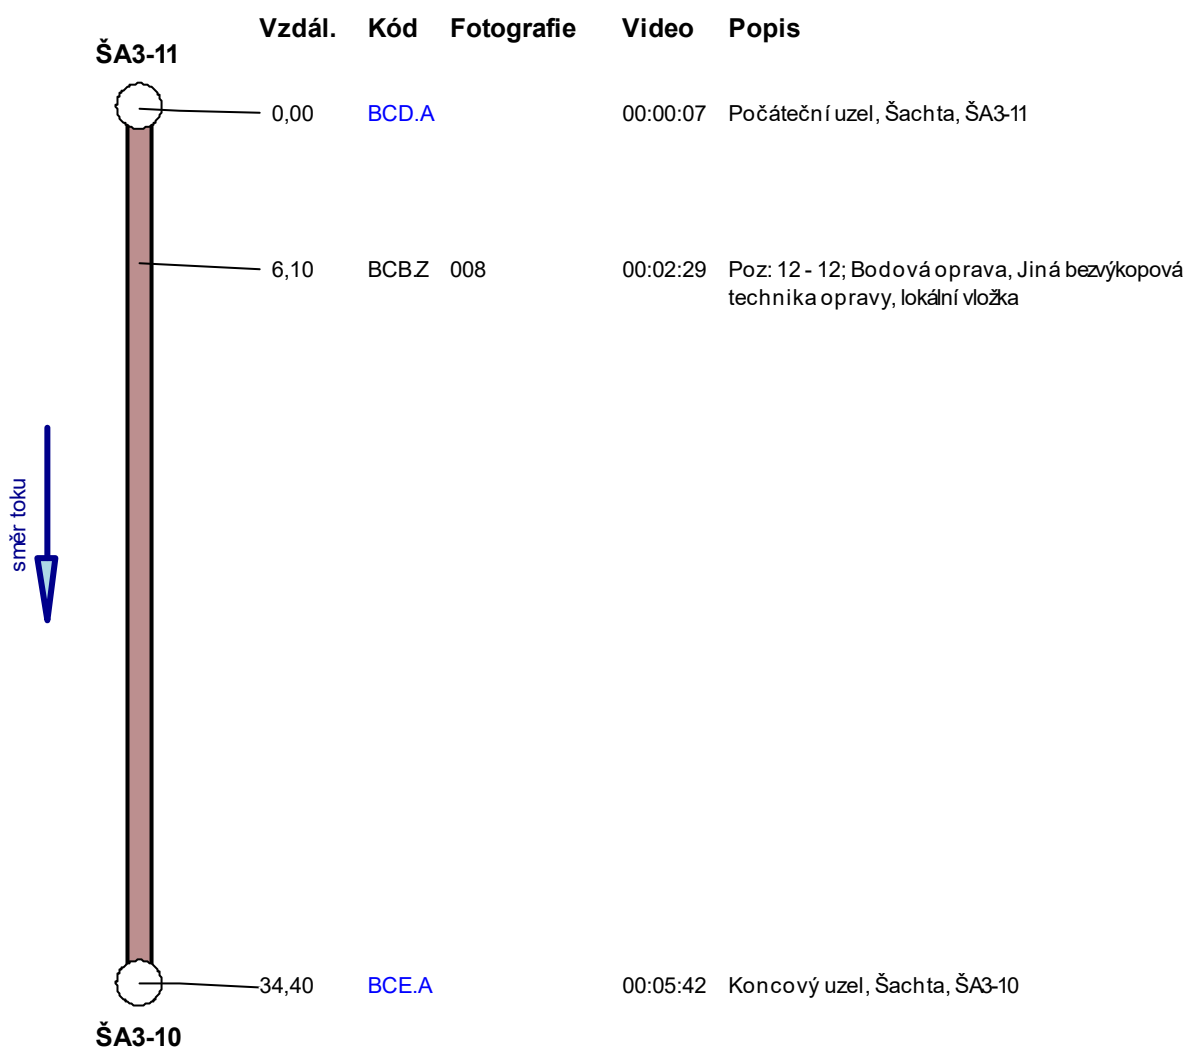 Vzdál. Kód Fotografie Video Popis
ŠA3-11
0,00 BCD.A 00:00:07 Počáteční uzel, Šachta, ŠA3-11
6,10 BCB.Z 008 00:02:29 Poz: 12 - 12; Bodová oprava, Jiná bezvýkopová
technika opravy, lokální vložka
směr toku
34,40 BCE.A 00:05:42 Koncový uzel, Šachta, ŠA3-10
ŠA3-10